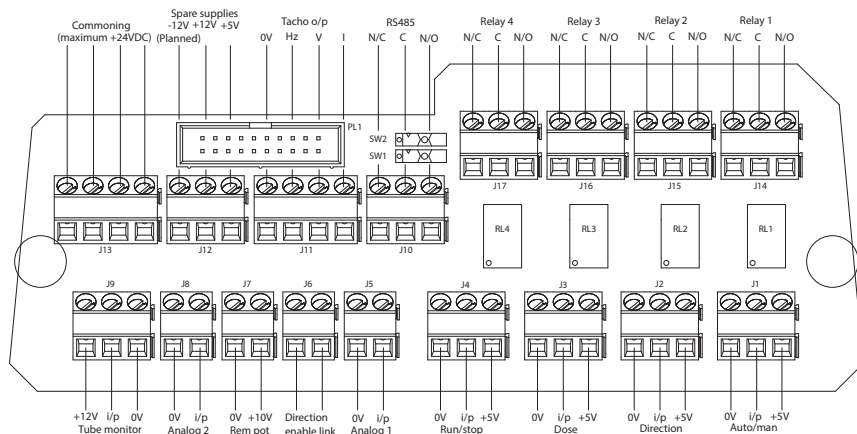 Commoning
(maximum +24VDC)
Spare supplies
-12V +12V +5V
(Planned)
Tacho o/p
0V Hz V I
RS485
N/C C N/O
Relay 4
N/C C N/O
Relay 3
N/C C N/O
Relay 2
N/C C N/O
Relay 1
N/C C N/O
PL1
SW2
SW1
J17 J16 J15 J14
J13 J12 J11 J10
RL4 RL3 RL2 RL1
J9 J8 J7 J6 J5 J4 J3 J2 J1
+12V i/p 0V
Tube monitor
0V i/p
Analog 2
0V +10V
Rem pot
Direction
enable link
0V i/p
Analog 1
0V i/p +5V
Run/stop
0V i/p +5V
Dose
0V i/p +5V
Direction
0V i/p +5V
Auto/man